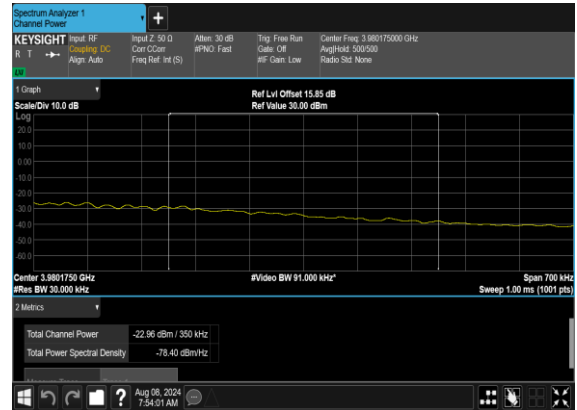 Spectrum Analyzer 1
Channel Power
KEYSIGHT Input: RF Input Z: 50 Ω Atten: 30 dB Trig: Free Run Center Freq: 3.980175000 GHz
R T Coupling: DC Corr CCorr #PNO: Fast Gate: Off Avg|Hold: 500/500
Align: Auto Freq Ref: Int (S) #IF Gain: Low Radio Std: None
1 Graph
Ref Lvl Offset 15.85 dB
Scale/Div 10.0 dB Ref Value 30.00 dBm
Log
20.0
10.0
0.00
-10.0
-20.0
-30.0
-40.0
-50.0
-60.0
Center 3.9801750 GHz #Video BW 91.000 kHz* Span 700 kHz
#Res BW 30.000 kHz Sweep 1.00 ms (1001 pts)
2 Metrics
Total Channel Power -22.96 dBm / 350 kHz
Total Power Spectral Density -78.40 dBm/Hz
?
Aug 08, 2024
7:54:01 AM